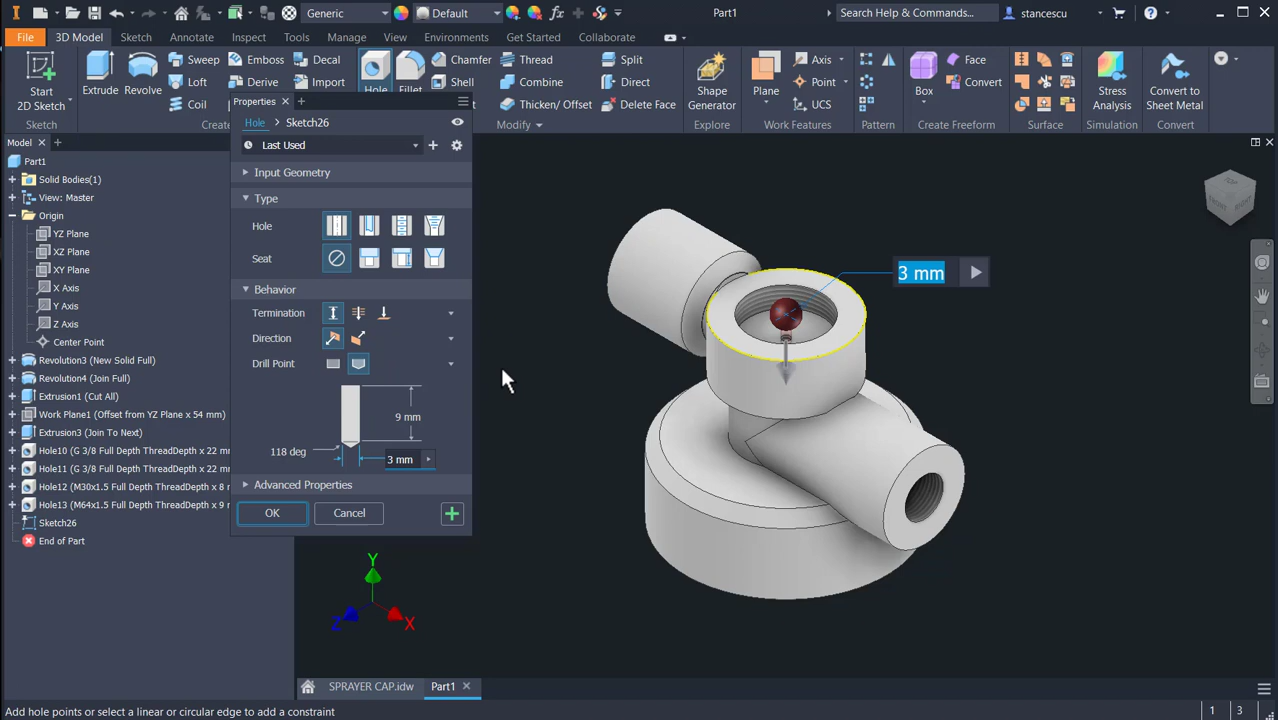 Generic
Default
fx
Part1
Search Help & Commands...
stancescu
File 3D Model Sketch Annotate Inspect Tools Manage View Environments Get Started Collaborate
Start
2D Sketch
Extrude
Revolve
Sweep
Loft
Coil
Emboss
Derive
Decal
Import
Hole
Fillet
Chamfer
Shell
Thread
Combine
Thicken/ Offset
Split
Direct
Delete Face
Shape
Generator
Plane
Axis
Point
UCS
Box
Face
Convert
Stress
Analysis
Convert to
Sheet Metal
Sketch
Modify
Explore
Work Features
Pattern
Create Freeform
Surface
Simulation
Convert
Model
Part1
Solid Bodies(1)
View: Master
Origin
YZ Plane
XZ Plane
XY Plane
X Axis
Y Axis
Z Axis
Center Point
Revolution3 (New Solid Full)
Revolution4 (Join Full)
Extrusion1 (Cut All)
Work Plane1 (Offset from YZ Plane x 54 mm)
Extrusion3 (Join To Next)
Hole10 (G 3/8 Full Depth ThreadDepth x 22 mm
Hole11 (G 3/8 Full Depth ThreadDepth x 22 mm
Hole12 (M30x1.5 Full Depth ThreadDepth x 8 m
Hole13 (M64x1.5 Full Depth ThreadDepth x 9 m
Sketch26
End of Part
Properties
Hole > Sketch26
Last Used
Input Geometry
Type
Hole
Seat
Behavior
Termination
Direction
Drill Point
9 mm
118 deg
3 mm
Advanced Properties
OK
Cancel
3 mm
FRONT
RIGHT
Y
Z
X
SPRAYER CAP.idw
Part1
Add hole points or select a linear or circular edge to add a constraint
1
3